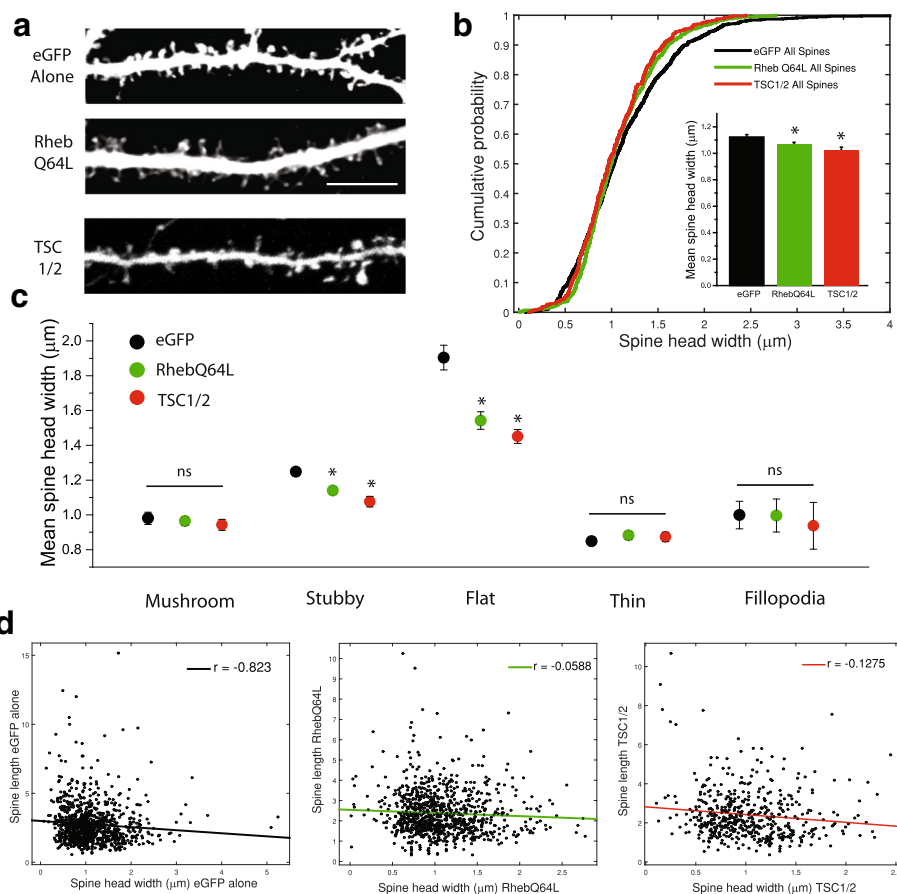 a
eGFP
Alone
Rheb
Q64L
TSC
1/2
b
Cumulative probability
1
0.9
0.8
0.7
0.6
0.5
0.4
0.3
0.2
0.1
0
0
0.5
1
1.5
2
2.5
3
3.5
4
Spine head width (μm)
eGFP All Spines
Rheb Q64L All Spines
TSC1/2 All Spines
Mean spine head width (μm)
1.2
1.0
0.8
0.6
0.4
0.2
0.0
*
*
eGFP
RhebQ64L
TSC1/2
c
Mean spine head width (μm)
2.0
1.8
1.6
1.4
1.2
1.0
0.8
eGFP
RhebQ64L
TSC1/2
ns
*
*
*
*
ns
ns
Mushroom
Stubby
Flat
Thin
Fillopodia
d
Spine length eGFP alone
15
10
5
0
0
1
2
3
4
5
r = -0.823
Spine head width (μm) eGFP alone
Spine length RhebQ64L
10
9
8
7
6
5
4
3
2
1
0
0
0.5
1
1.5
2
2.5
r = -0.0588
Spine head width (μm) RhebQ64L
Spine length TSC1/2
10
8
6
4
2
0
0
0.5
1
1.5
2
2.5
r = -0.1275
Spine head width (μm) TSC1/2